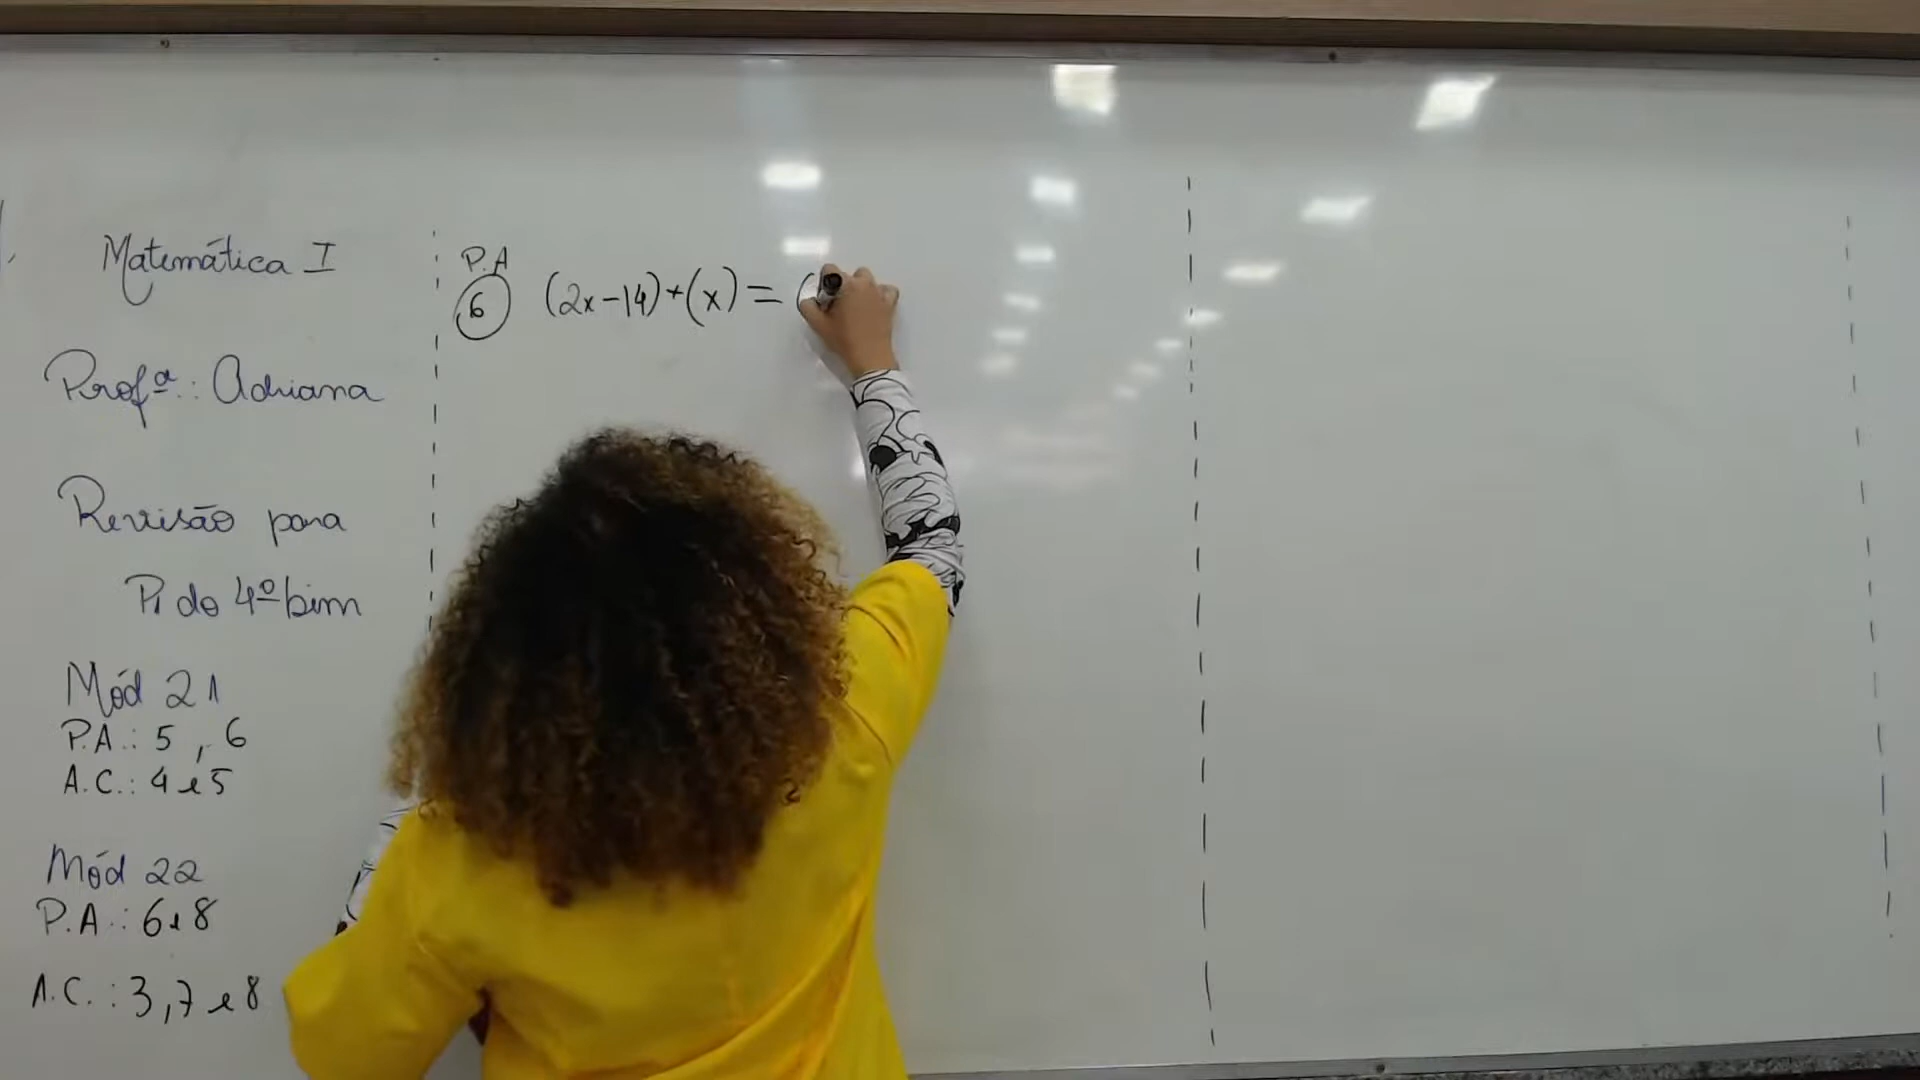 Matemática I
Profª.: Adriana
Revisão para
P1 do 4º bim
Mód 21
P.A.: 5, 6
A.C.: 4 e 5
Mód 22
P.A.: 6 e 8
A.C.: 3, 7 e 8
P.A
6 (2x-14)+(x) = (